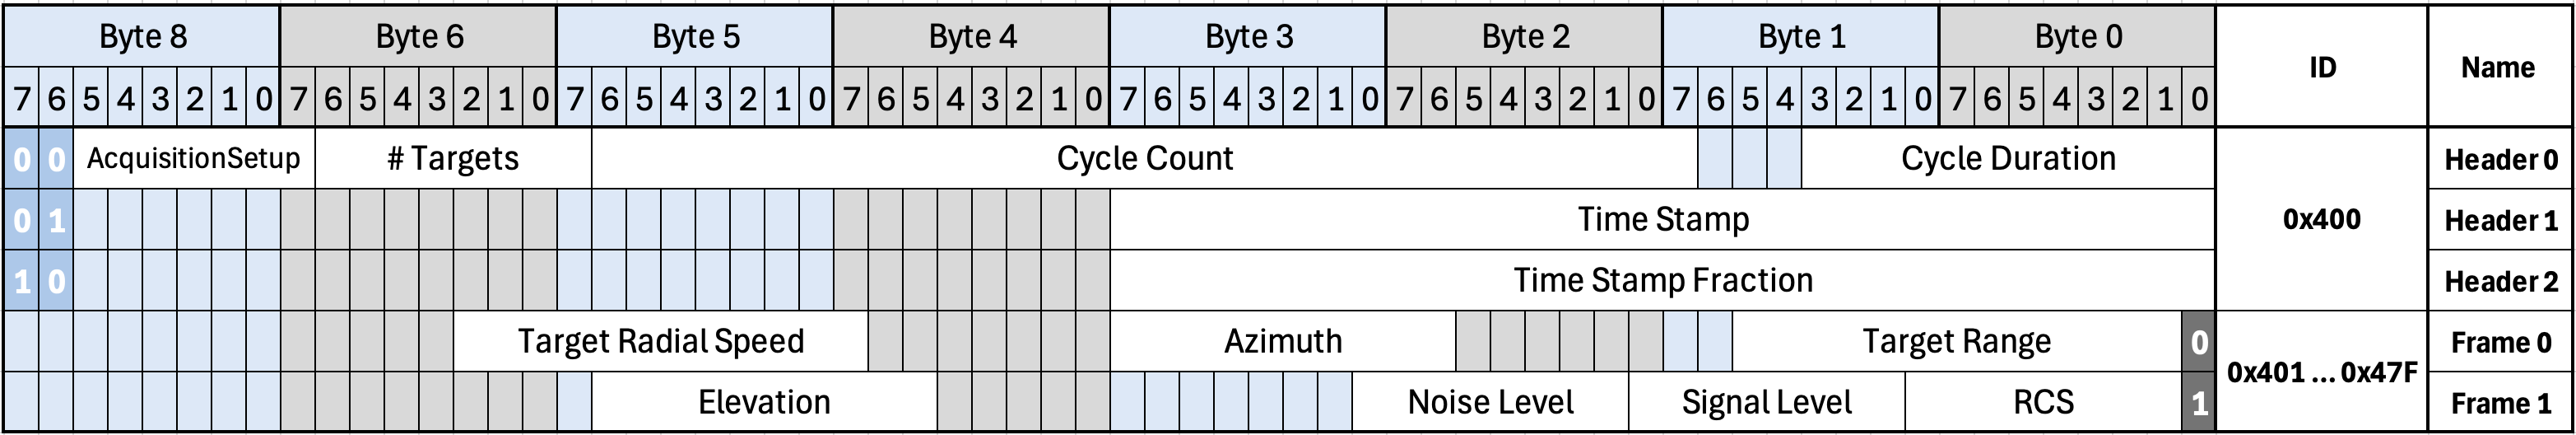 Byte 8 Byte 6 Byte 5 Byte 4 Byte 3 Byte 2 Byte 1 Byte 0 ID Name
7 6 5 4 3 2 1 0 7 6 5 4 3 2 1 0 7 6 5 4 3 2 1 0 7 6 5 4 3 2 1 0 7 6 5 4 3 2 1 0 7 6 5 4 3 2 1 0 7 6 5 4 3 2 1 0 7 6 5 4 3 2 1 0
0 0 AcquisitionSetup # Targets Cycle Count Cycle Duration Header 0
0 1 Time Stamp 0x400 Header 1
1 0 Time Stamp Fraction Header 2
Target Radial Speed Azimuth Target Range 0 0x401 ... 0x47F Frame 0
Elevation Noise Level Signal Level RCS 1 Frame 1